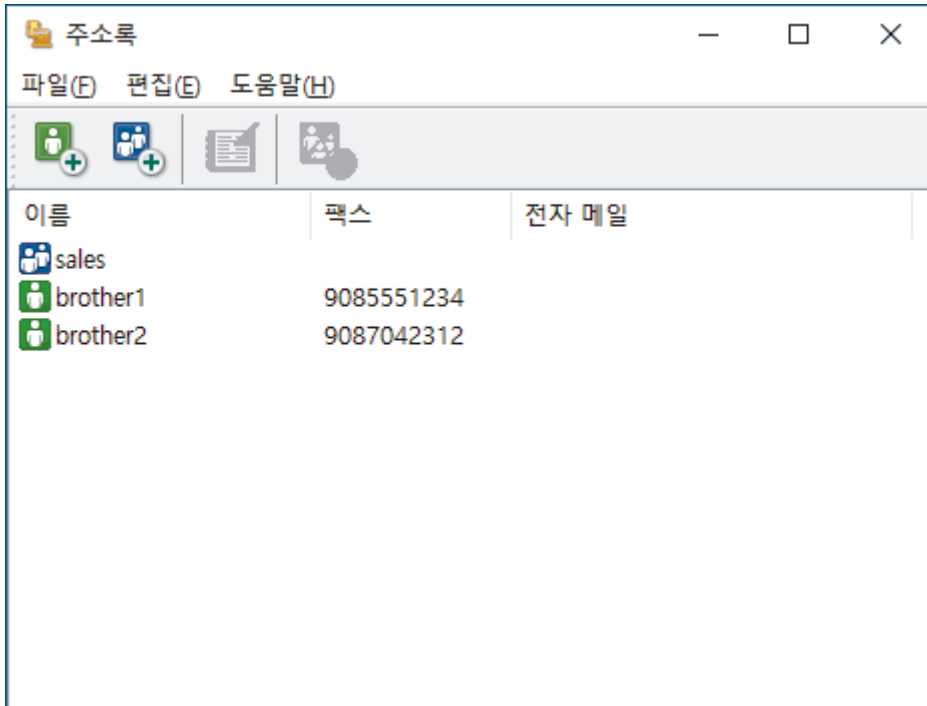 주소록
파일(F) 편집(E) 도움말(H)
이름 팩스 전자 메일
sales
brother1 9085551234
brother2 9087042312